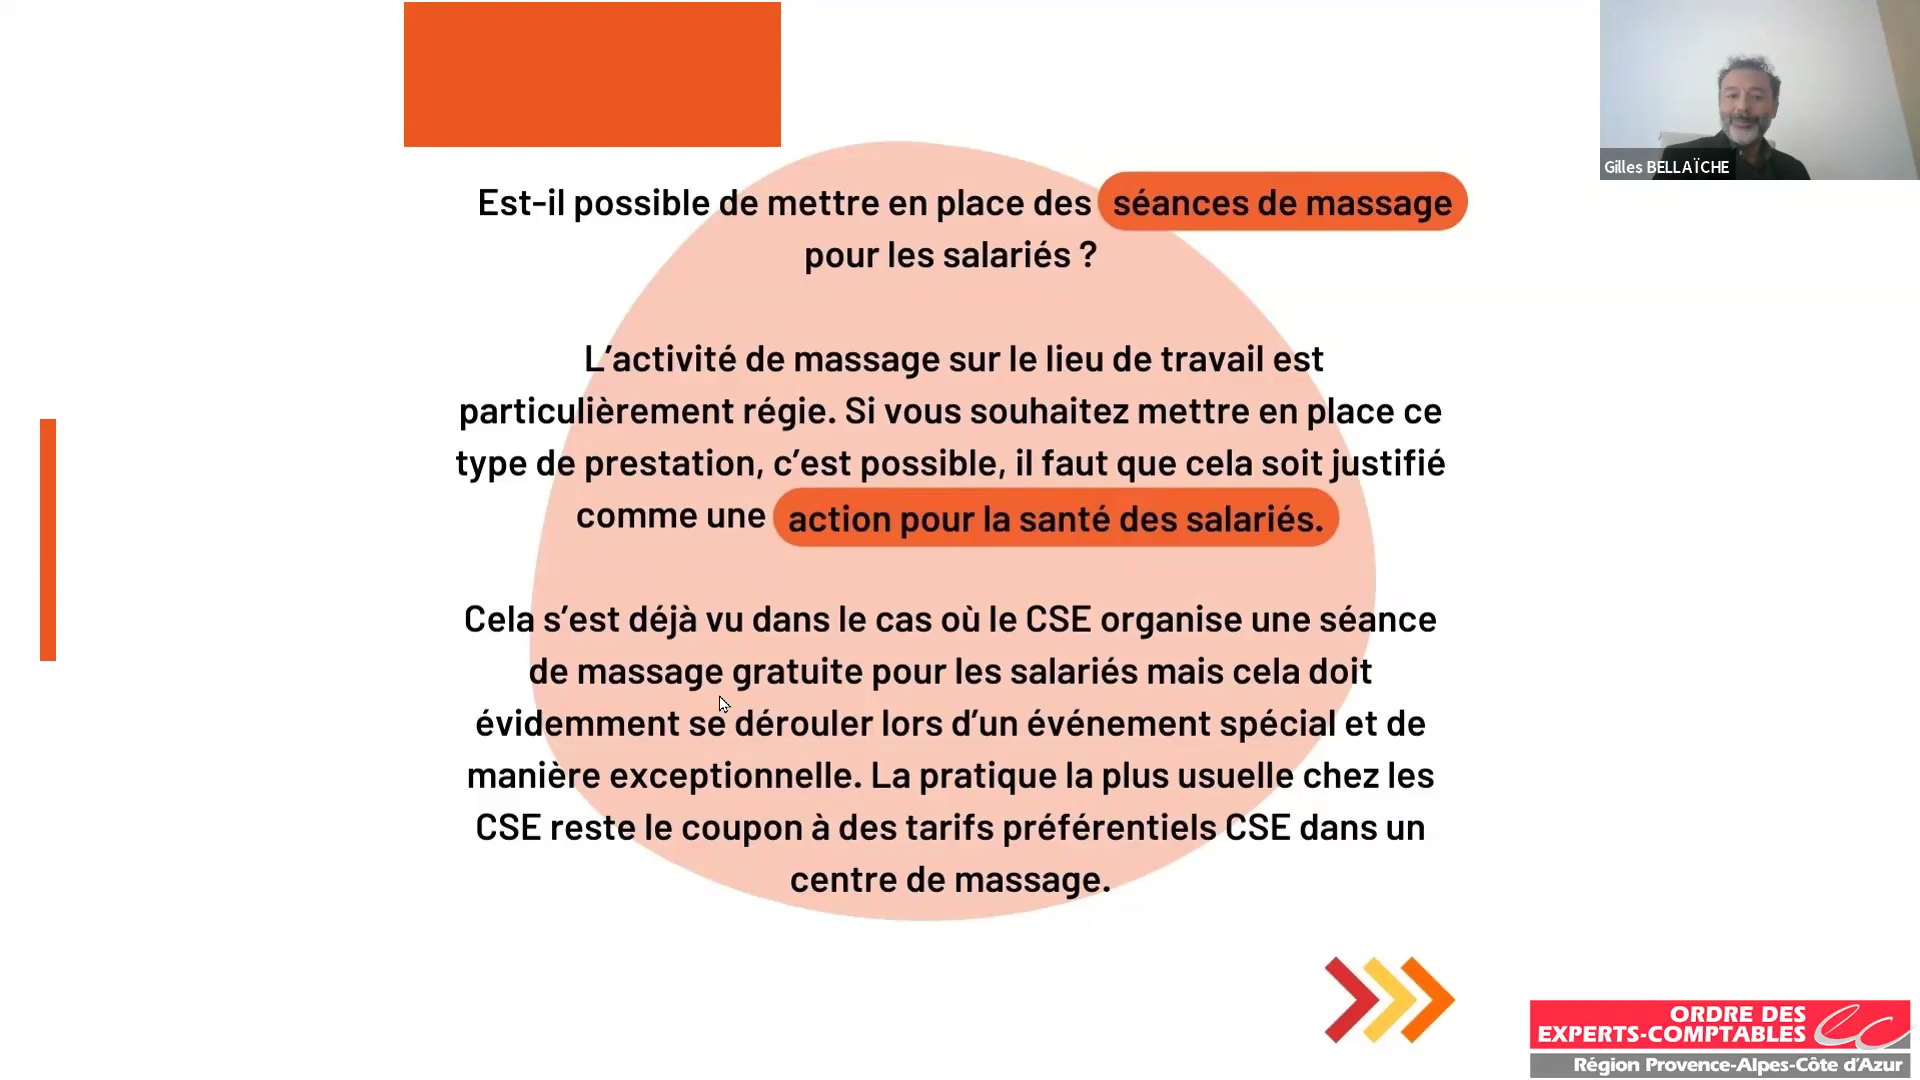 Est-il possible de mettre en place des séances de massage
pour les salariés ?
L’activité de massage sur le lieu de travail est
particulièrement régie. Si vous souhaitez mettre en place ce
type de prestation, c’est possible, il faut que cela soit justifié
comme une action pour la santé des salariés.
Cela s’est déjà vu dans le cas où le CSE organise une séance
de massage gratuite pour les salariés mais cela doit
évidemment se dérouler lors d’un événement spécial et de
manière exceptionnelle. La pratique la plus usuelle chez les
CSE reste le coupon à des tarifs préférentiels CSE dans un
centre de massage.
Gilles BELLAÏCHE
ORDRE DES
EXPERTS-COMPTABLES
Région Provence-Alpes-Côte d’Azur